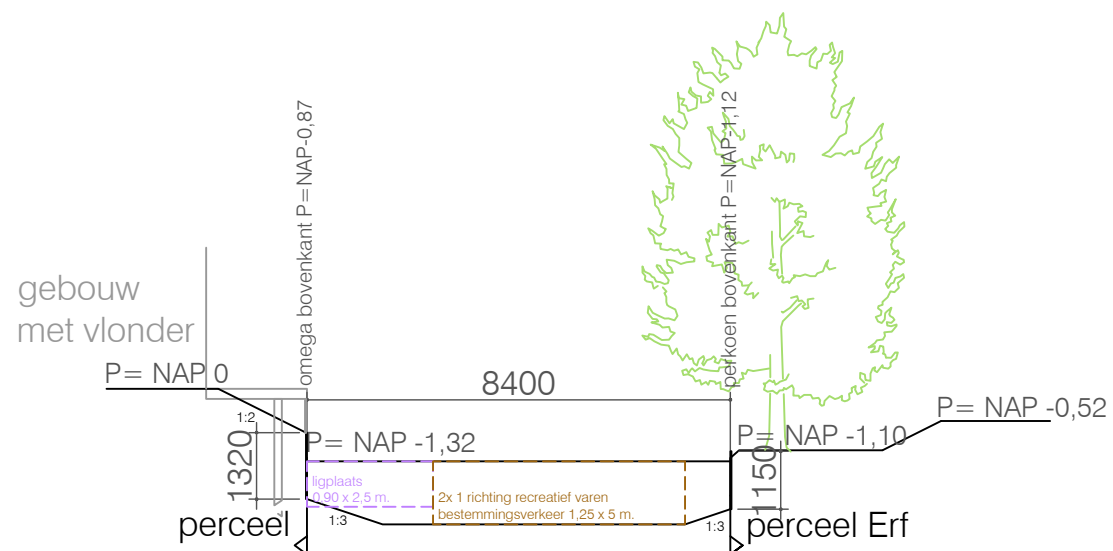 omega bovenkant P=NAP-0,87
perkoen bovenkant P=NAP-1,12
gebouw
met vlonder
P= NAP 0
8400
P= NAP -0,52
1:2
P= NAP -1,32
P= NAP -1,10
1320
1150
ligplaats
0.90 x 2,5 m.
2x 1 richting recreatief varen
bestemmingsverkeer 1,25 x 5 m.
1:3
1:3
perceel
perceel Erf